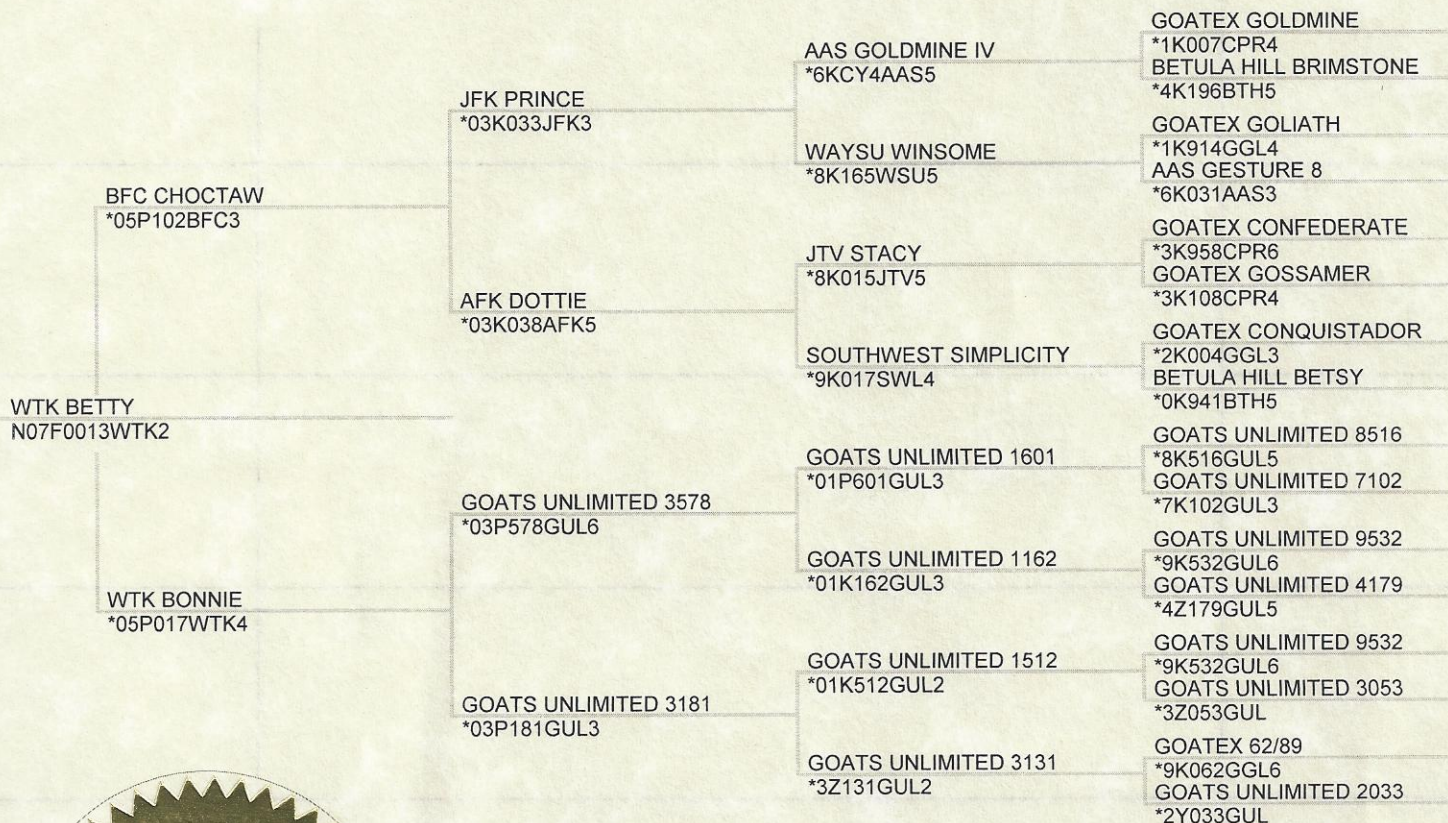 WTK BETTY
N07F0013WTK2
BFC CHOCTAW
*05P102BFC3
WTK BONNIE
*05P017WTK4
JFK PRINCE
*03K033JFK3
AFK DOTTIE
*03K038AFK5
GOATS UNLIMITED 3578
*03P578GUL6
GOATS UNLIMITED 3181
*03P181GUL3
AAS GOLDMINE IV
*6KCY4AAS5
WAYSU WINSOME
*8K165WSU5
JTV STACY
*8K015JTV5
SOUTHWEST SIMPLICITY
*9K017SWL4
GOATS UNLIMITED 1601
*01P601GUL3
GOATS UNLIMITED 1162
*01K162GUL3
GOATS UNLIMITED 1512
*01K512GUL2
GOATS UNLIMITED 3131
*3Z131GUL2
GOATEX GOLDMINE
*1K007CPR4
BETULA HILL BRIMSTONE
*4K196BTH5
GOATEX GOLIATH
*1K914GGL4
AAS GESTURE 8
*6K031AAS3
GOATEX CONFEDERATE
*3K958CPR6
GOATEX GOSSAMER
*3K108CPR4
GOATEX CONQUISTADOR
*2K004GGL3
BETULA HILL BETSY
*0K941BTH5
GOATS UNLIMITED 8516
*8K516GUL5
GOATS UNLIMITED 7102
*7K102GUL3
GOATS UNLIMITED 9532
*9K532GUL6
GOATS UNLIMITED 4179
*4Z179GUL5
GOATS UNLIMITED 9532
*9K532GUL6
GOATS UNLIMITED 3053
*3Z053GUL
GOATEX 62/89
*9K062GGL6
GOATS UNLIMITED 2033
*2Y033GUL